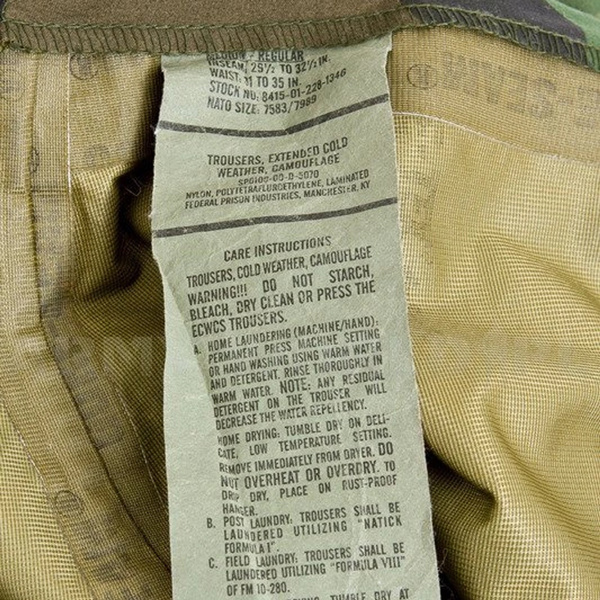 MEDIUM - REGULAR
INSEAM: 29½ TO 32½ IN.
WAIST: 31 TO 35 IN.
STOCK NO. 8415-01-228-1346
NATO SIZE: 7583/7989
TROUSERS, EXTENDED COLD
WEATHER, CAMOUFLAGE
SPO100-00-D-5070
NYLON, POLYTETRAFLUOROETHYLENE, LAMINATED
FEDERAL PRISON INDUSTRIES, MANCHESTER, KY
CARE INSTRUCTIONS
TROUSERS, COLD WEATHER, CAMOUFLAGE
WARNING!!! DO NOT STARCH,
BLEACH, DRY CLEAN OR PRESS THE
ECWCS TROUSERS.
A. HOME LAUNDERING (MACHINE/HAND):
PERMANENT PRESS MACHINE SETTING
OR HAND WASHING USING WARM WATER
AND DETERGENT. RINSE THOROUGHLY IN
WARM WATER. NOTE: ANY RESIDUAL
DETERGENT ON THE TROUSER WILL
DECREASE THE WATER REPELLENCY.
HOME DRYING: TUMBLE DRY ON DELI-
CATE, LOW TEMPERATURE SETTING.
REMOVE IMMEDIATELY FROM DRYER. DO
NOT OVERHEAT OR OVERDRY. TO
DRIP DRY, PLACE ON RUST-PROOF
HANGER.
B. POST LAUNDRY: TROUSERS SHALL BE
LAUNDERED UTILIZING "NATICK
FORMULA I".
C. FIELD LAUNDRY: TROUSERS SHALL BE
LAUNDERED UTILIZING "FORMULA VIII"
OF FM 10-280.
TUMBLE DRY AT